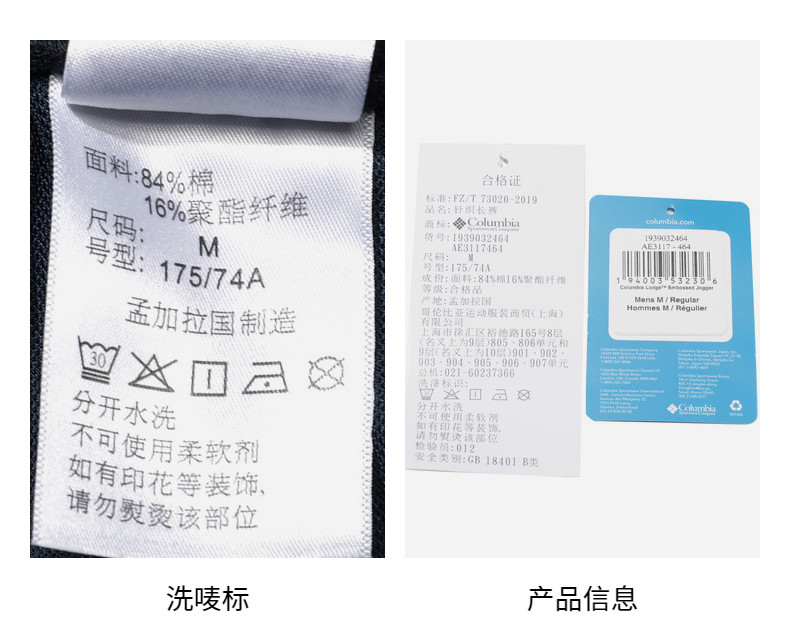 面料:84%棉
16%聚酯纤维
尺码:
M
号型: 175/74A
孟加拉国制造
30
分开水洗
不可使用柔软剂
如有印花等装饰,
请勿熨烫该部位
合格证
标准:FZ/T 73020-2019
品名:针织长裤
商标: Columbia
Sportswear Company
货号:1939032464
AE3117464
尺码: M
号型:175/74A
成份:面料:84%棉16%聚酯纤维
等级:合格品
产地:孟加拉国
哥伦比亚运动服装商贸(上海)
有限公司
上海市徐汇区裕德路165号8层
(名义上为9层)805、806单元和
9层(名义上为10层)901、902、
903、904、905、906、907单元
总机:021-60237366
洗涤标识:
分开水洗
不可使用柔软剂
如有印花等装饰,
请勿熨烫该部位
检验员:012
安全类别:GB 18401 B类
columbia.com
1939032464
AE3117 - 464
1 94003 53230 6
Columbia Lodge™ Embossed Jogger
Mens M / Regular
Hommes M / Régulier
Columbia
Sportswear Company
洗唛标
产品信息